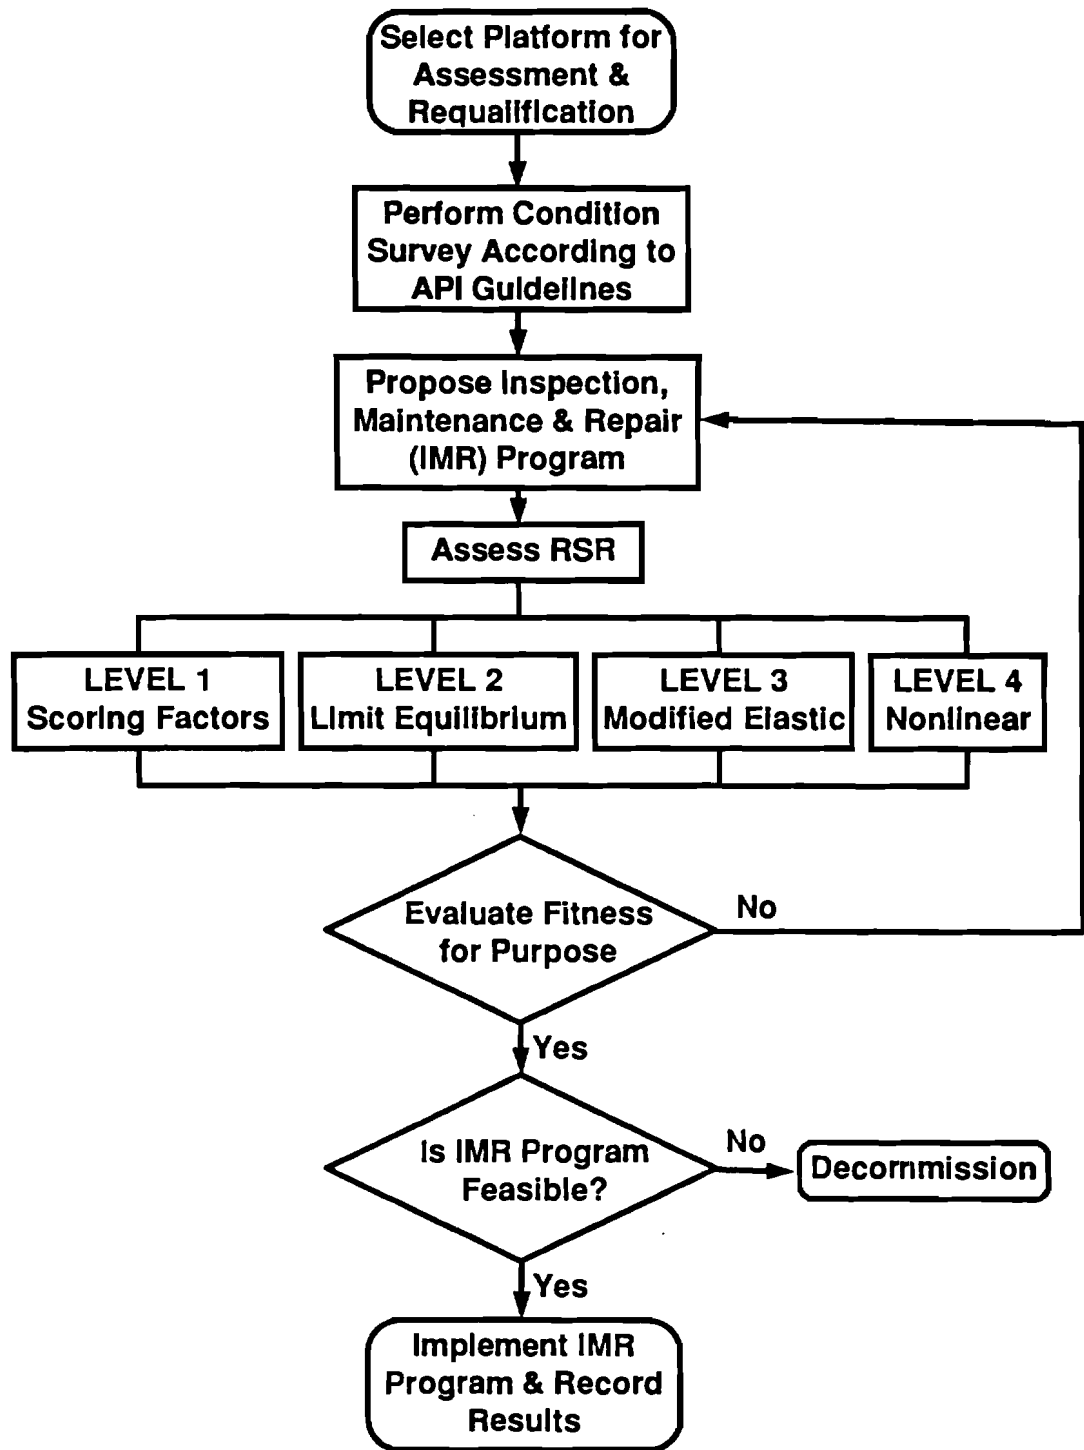 Select Platform for
Assessment &
Requalification
Perform Condition
Survey According to
API Guidelines
Propose Inspection,
Maintenance & Repair
(IMR) Program
Assess RSR
LEVEL 1
Scoring Factors
LEVEL 2
Limit Equilibrium
LEVEL 3
Modified Elastic
LEVEL 4
Nonlinear
Evaluate Fitness
for Purpose
No
Yes
Is IMR Program
Feasible?
No
Decommission
Yes
Implement IMR
Program & Record
Results